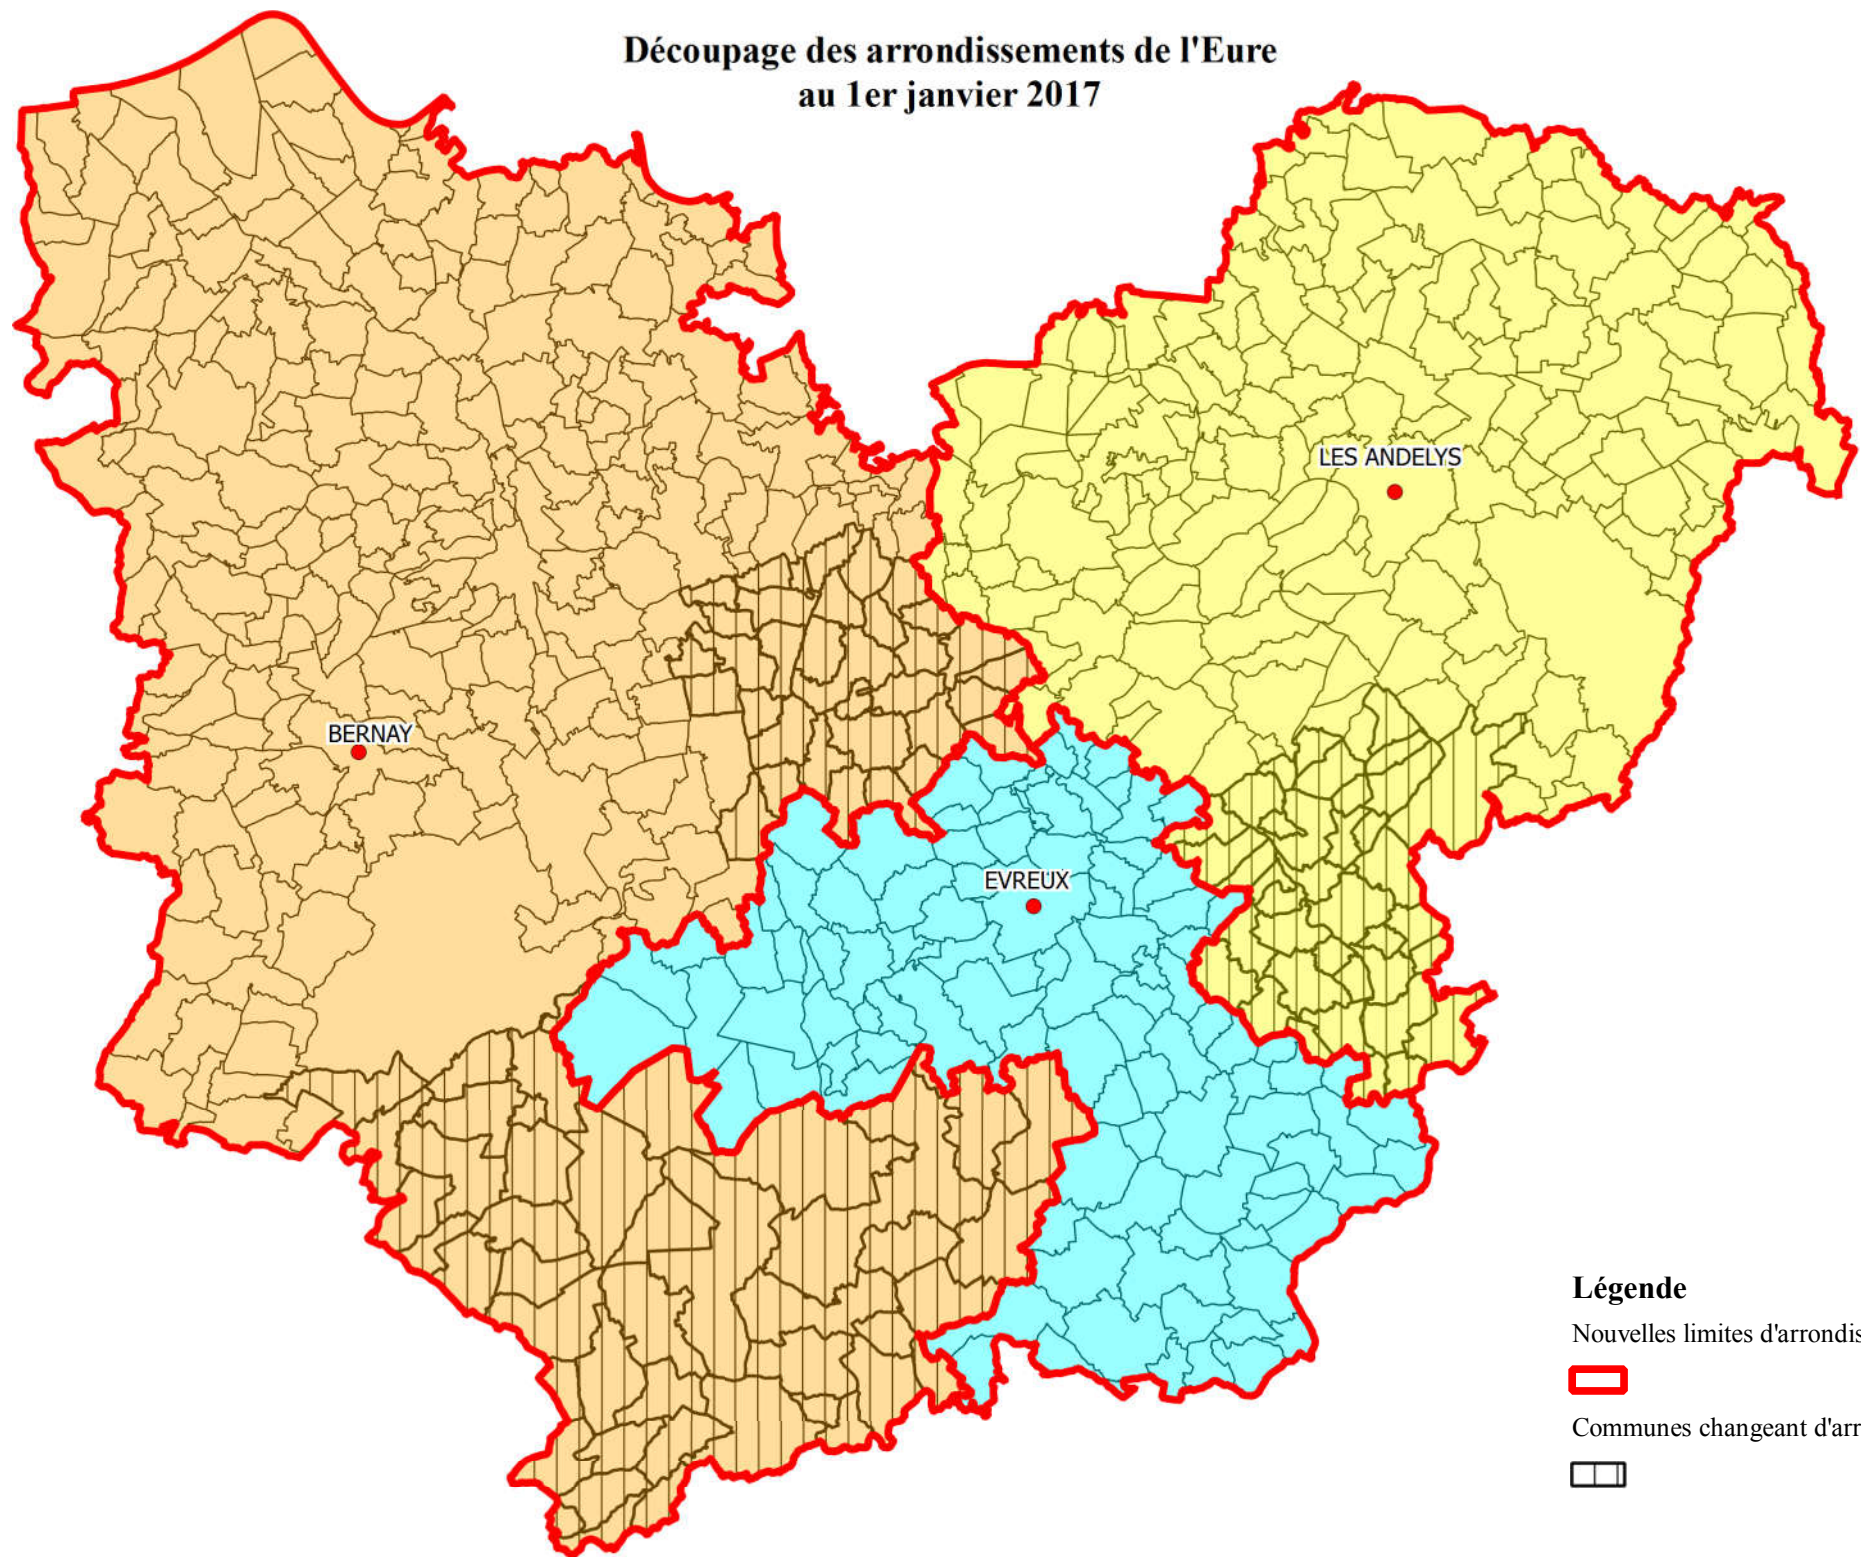 Découpage des arrondissements de l'Eure
au 1er janvier 2017
LES ANDELYS
BERNAY
EVREUX
Légende
Nouvelles limites d'arrondis
Communes changeant d'arr